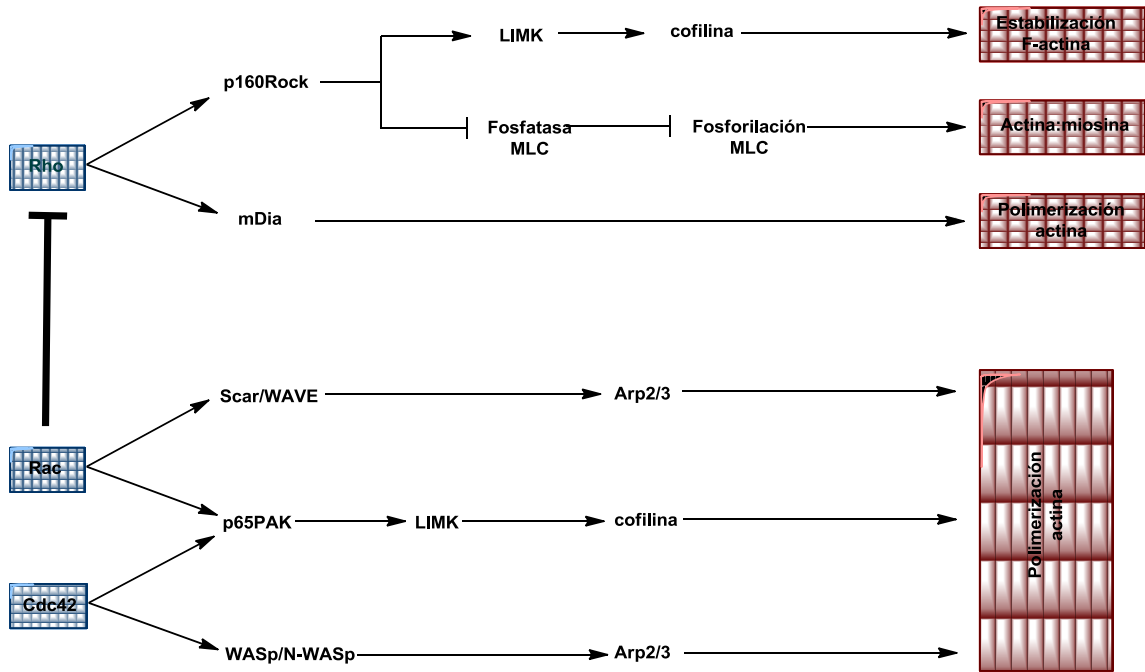 Estabilización
F-actina
LIMK
cofilina
p160Rock
Fosfatasa
MLC
Fosforilación
MLC
Actina:miosina
Rho
mDia
Polimerización
actina
Scar/WAVE
Arp2/3
Rac
p65PAK
LIMK
cofilina
Polimerización
actina
Cdc42
WASp/N-WASp
Arp2/3